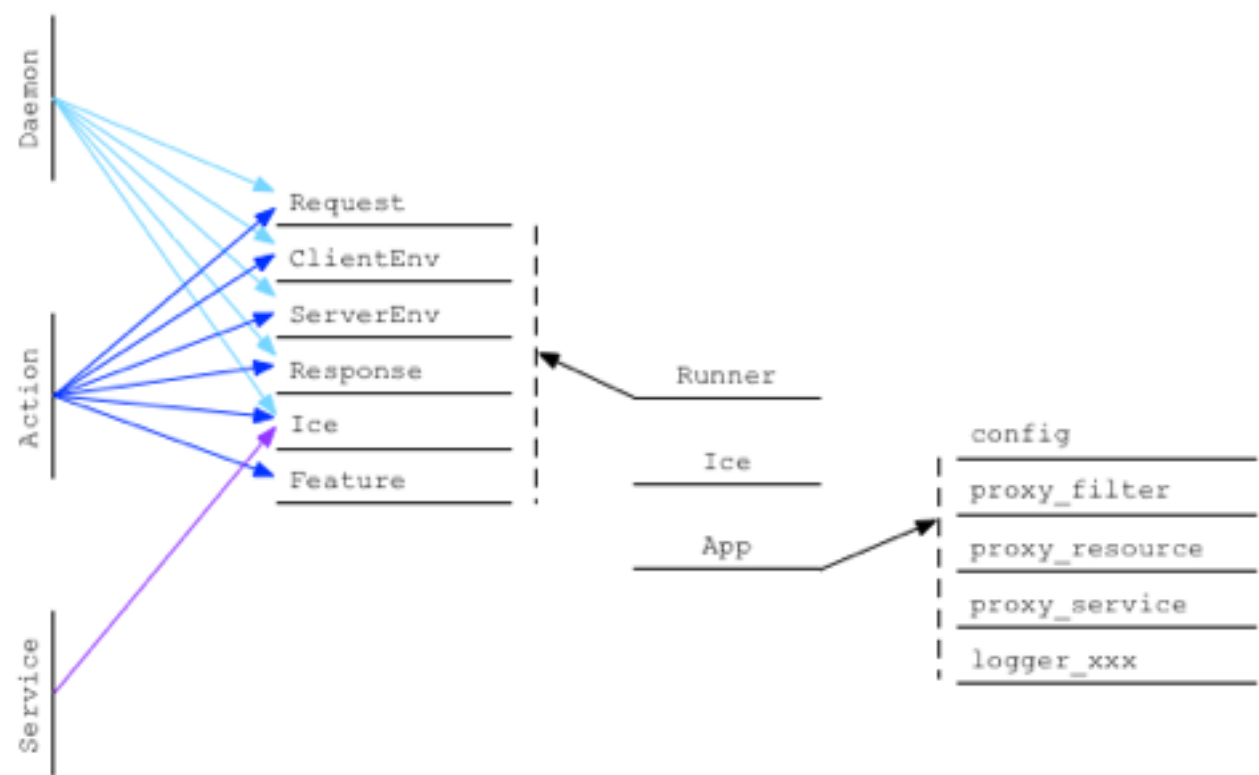 Daemon
Action
Service
Request
ClientEnv
ServerEnv
Response
Ice
Feature
Runner
Ice
App
config
proxy_filter
proxy_resource
proxy_service
logger_xxx